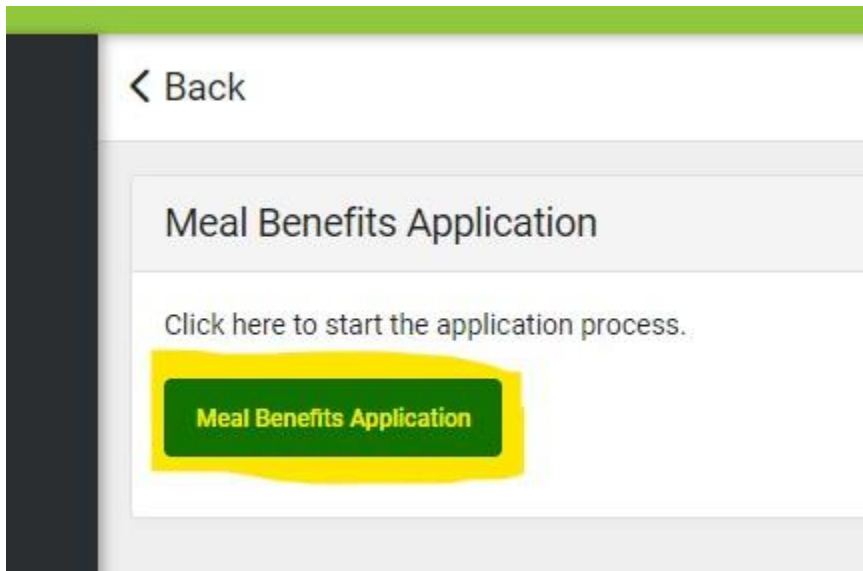 Back
Meal Benefits Application
Click here to start the application process.
Meal Benefits Application